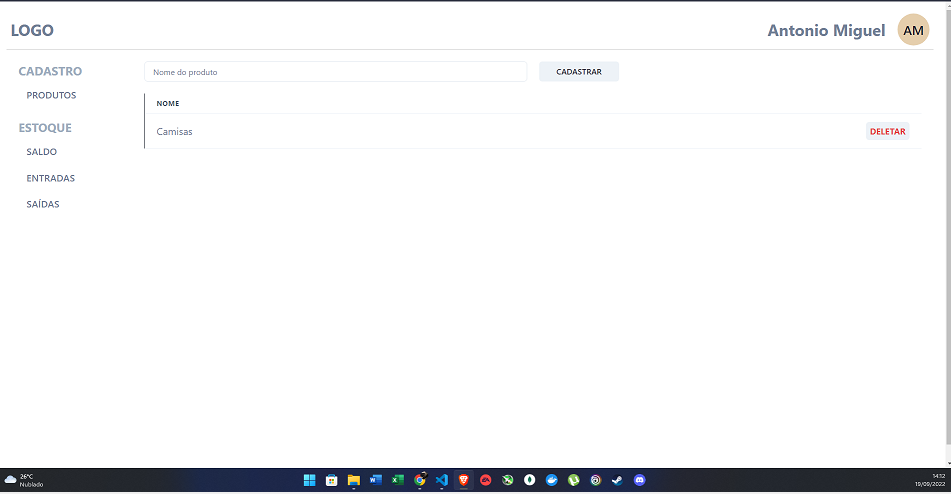 LOGO
Antonio Miguel
AM
CADASTRO
PRODUTOS
ESTOQUE
SALDO
ENTRADAS
SAÍDAS
Nome do produto
CADASTRAR
NOME
Camisas
DELETAR
26°C
Nublado
14:32
19/09/2022